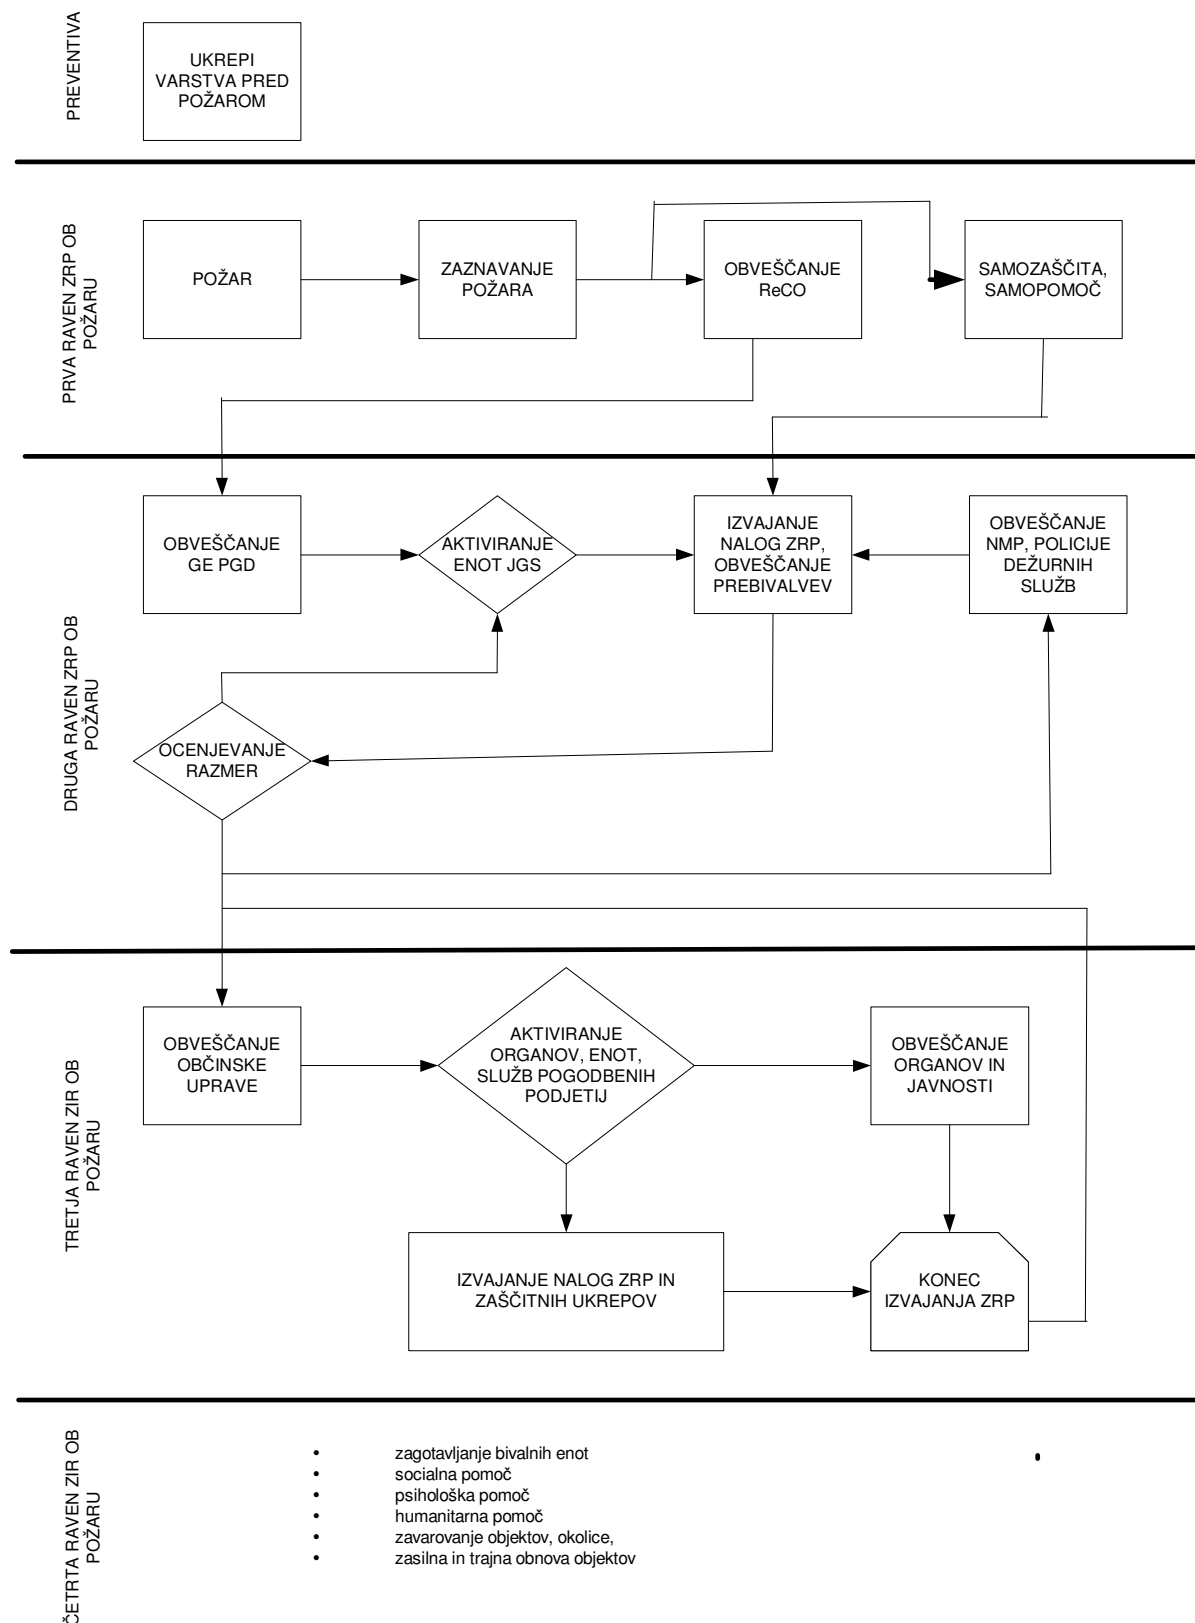 PREVENTIVA
UKREPI
VARSTVA PRED
POŽAROM
PRVA RAVEN ZRP OB
POŽARU
POŽAR
ZAZNAVANJE
POŽARA
OBVEŠČANJE
ReCO
SAMOZAŠČITA,
SAMOPOMOČ
DRUGA RAVEN ZRP OB
POŽARU
OBVEŠČANJE
GE PGD
AKTIVIRANJE
ENOT JGS
IZVAJANJE
NALOG ZRP,
OBVEŠČANJE
PREBIVALVEV
OBVEŠČANJE
NMP, POLICIJE
DEŽURNIH
SLUŽB
OCENJEVANJE
RAZMER
TRETJA RAVEN ZIR OB
POŽARU
OBVEŠČANJE
OBČINSKE
UPRAVE
AKTIVIRANJE
ORGANOV, ENOT,
SLUŽB POGODBENIH
PODJETIJ
OBVEŠČANJE
ORGANOV IN
JAVNOSTI
IZVAJANJE NALOG ZRP IN
ZAŠČITNIH UKREPOV
KONEC
IZVAJANJA ZRP
ČETRTA RAVEN ZIR OB
POŽARU
• zagotavljanje bivalnih enot
• socialna pomoč
• psihološka pomoč
• humanitarna pomoč
• zavarovanje objektov, okolice,
• zasilna in trajna obnova objektov